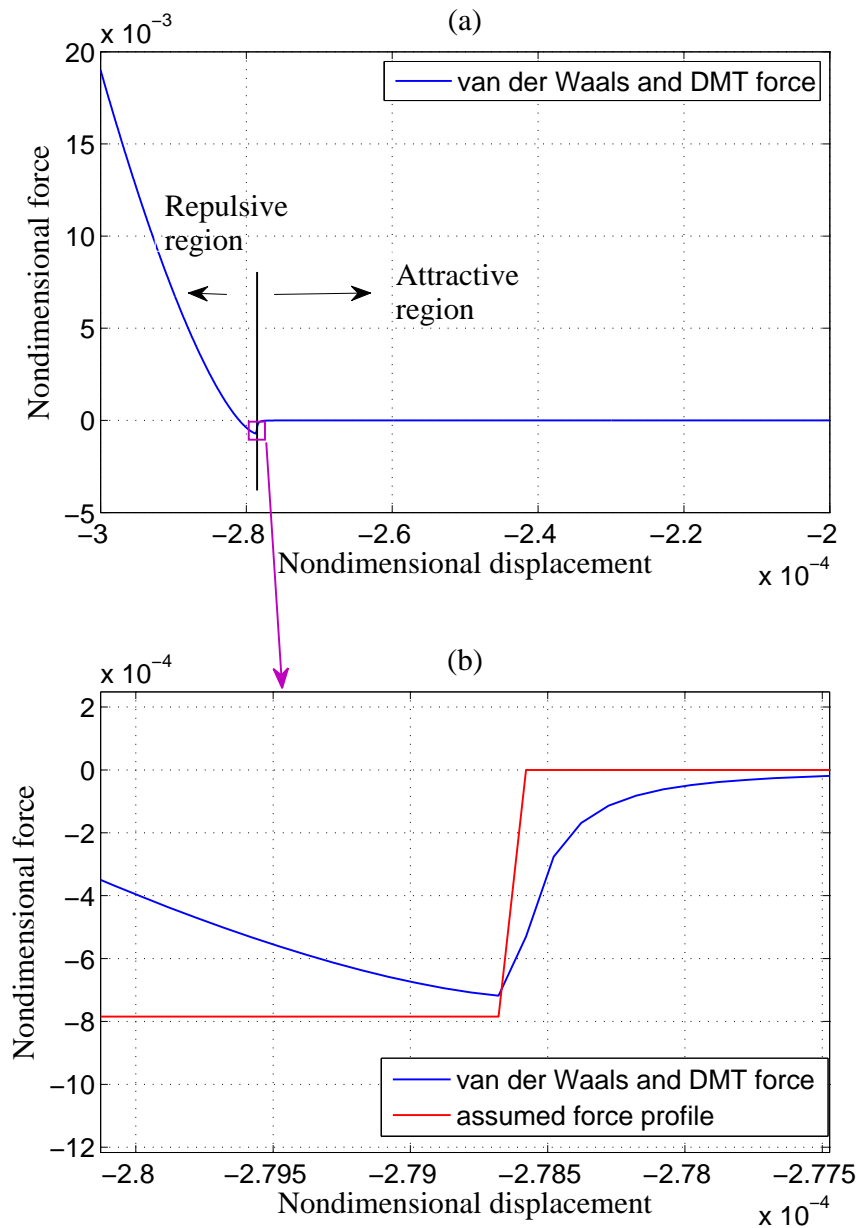 (a)
x 10⁻³
20
15
10
5
0
−5
Nondimensional force
van der Waals and DMT force
Repulsive
region
Attractive
region
−3
−2.8
−2.6
−2.4
−2.2
−2
Nondimensional displacement
x 10⁻⁴
(b)
x 10⁻⁴
2
0
−2
−4
−6
−8
−10
−12
Nondimensional force
van der Waals and DMT force
assumed force profile
−2.8
−2.795
−2.79
−2.785
−2.78
−2.775
Nondimensional displacement
x 10⁻⁴